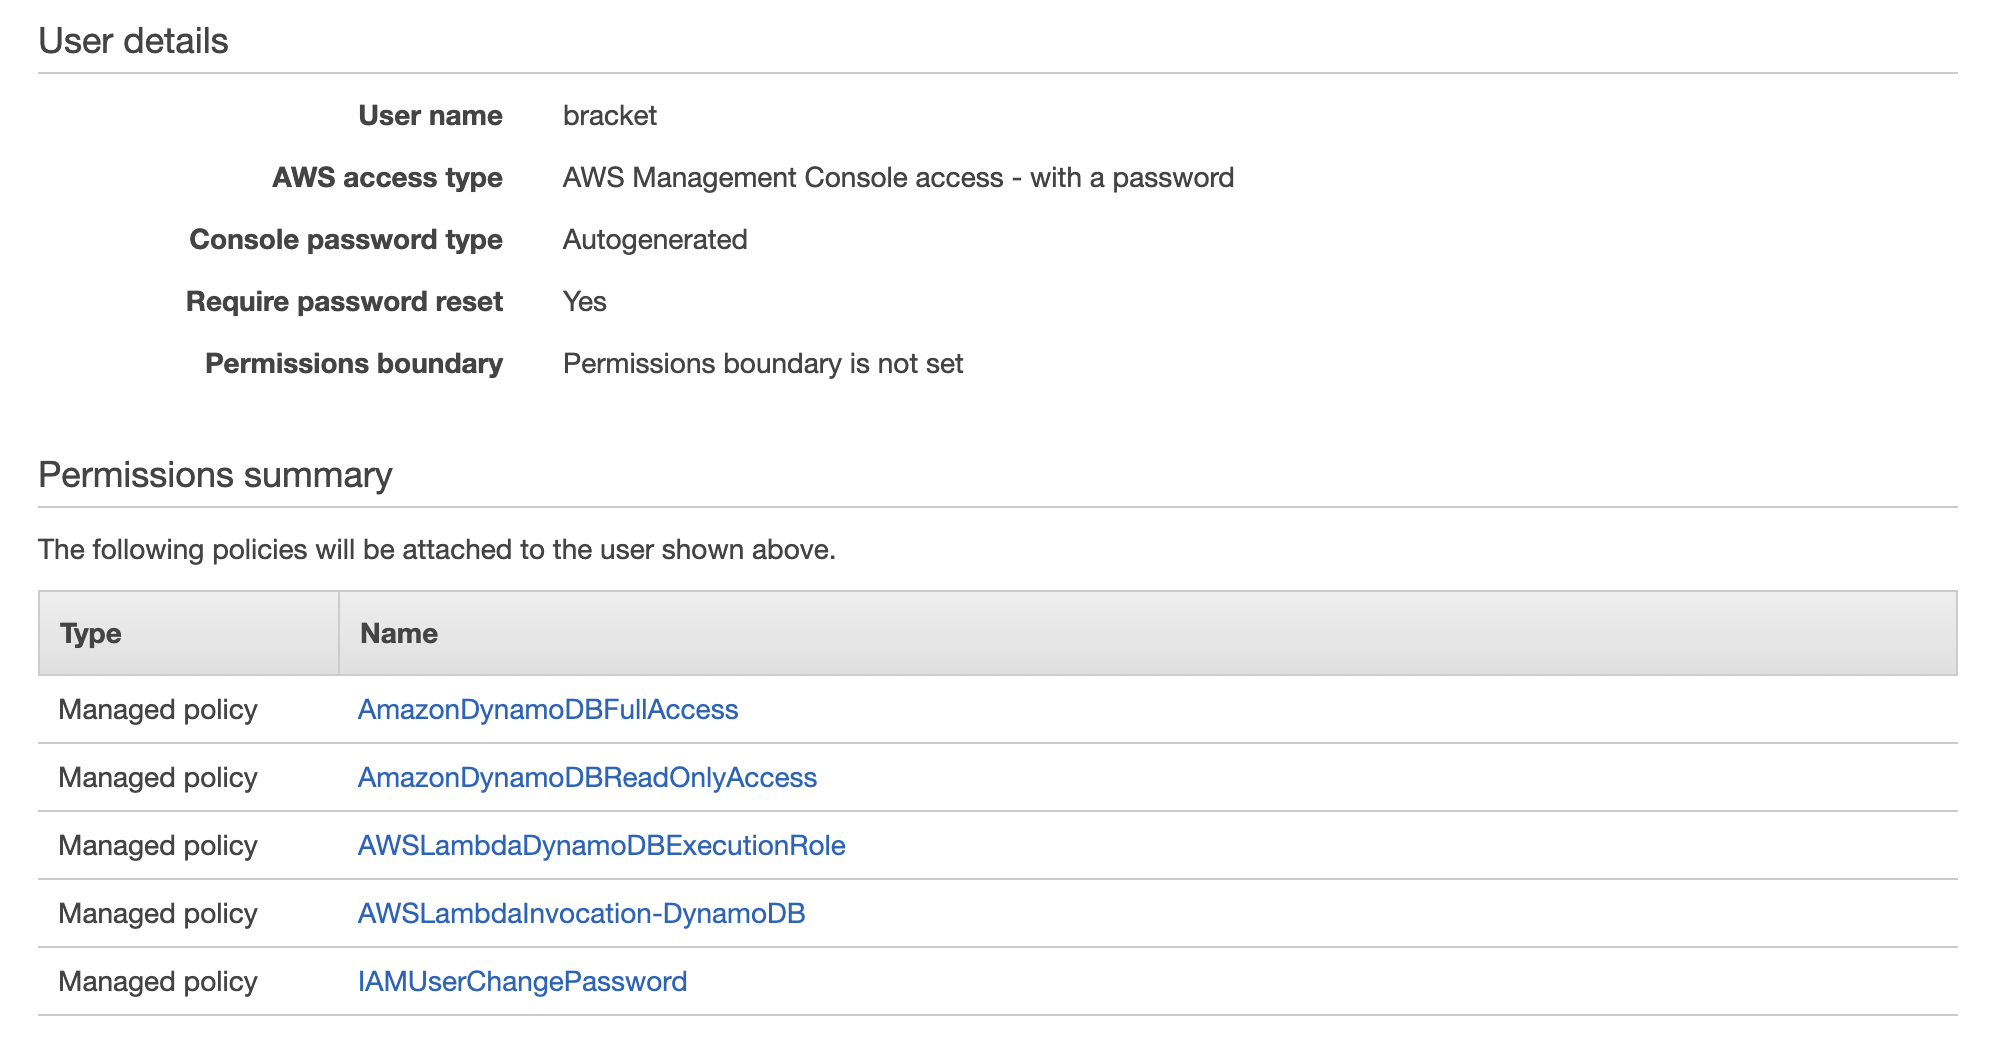 User details
User name bracket
AWS access type AWS Management Console access - with a password
Console password type Autogenerated
Require password reset Yes
Permissions boundary Permissions boundary is not set
Permissions summary
The following policies will be attached to the user shown above.
Type Name
Managed policy AmazonDynamoDBFullAccess
Managed policy AmazonDynamoDBReadOnlyAccess
Managed policy AWSLambdaDynamoDBExecutionRole
Managed policy AWSLambdaInvocation-DynamoDB
Managed policy IAMUserChangePassword